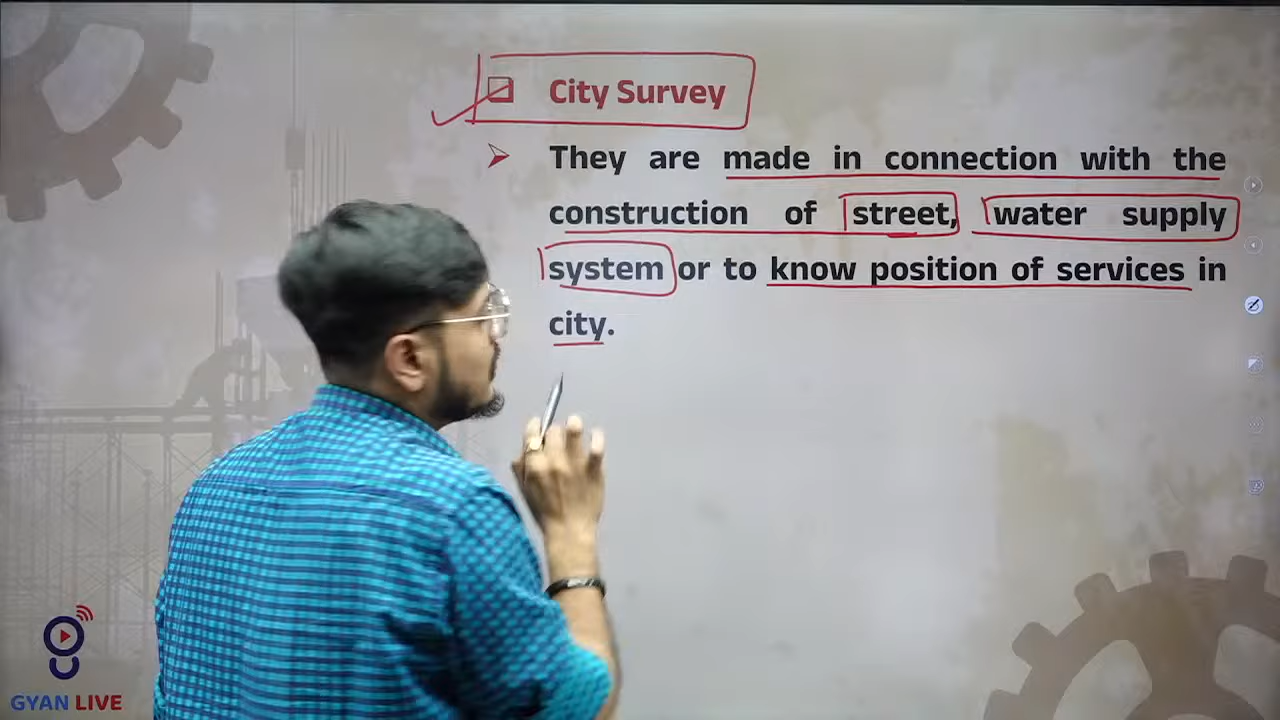 City Survey
They are made in connection with the
construction of street, water supply
system or to know position of services in
city.
GYAN LIVE